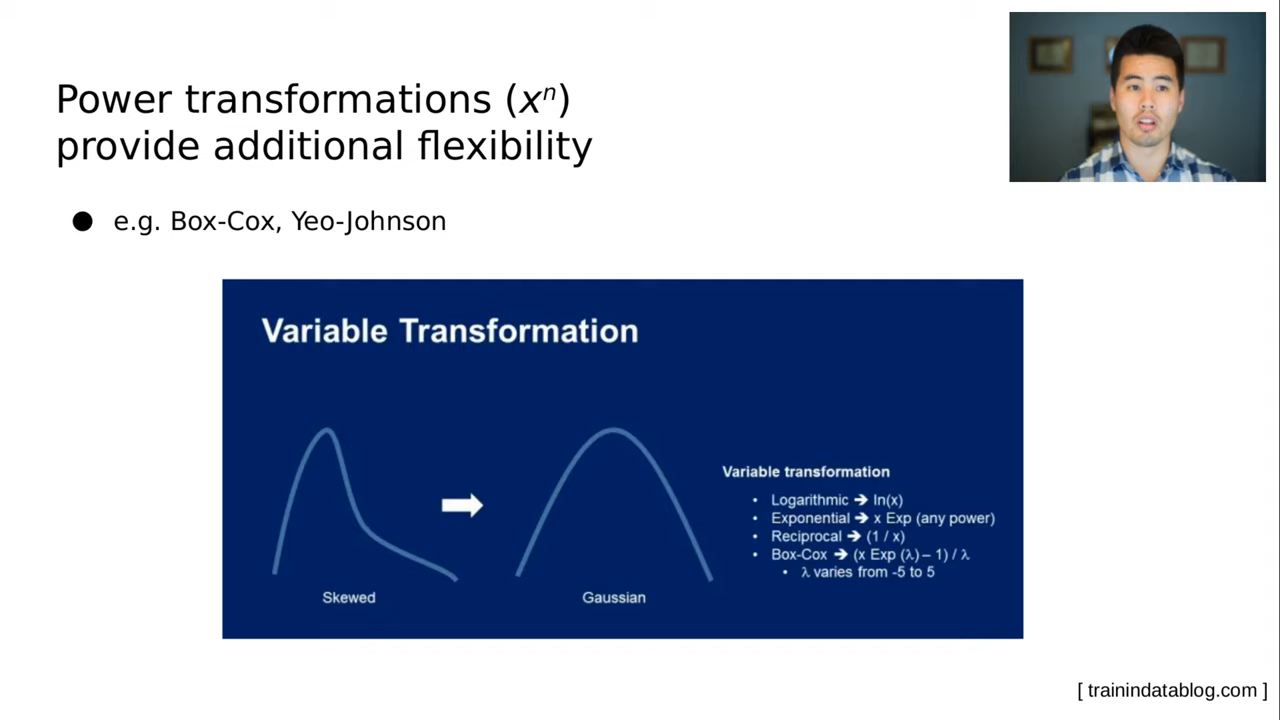 Power transformations (xⁿ)
provide additional flexibility
● e.g. Box-Cox, Yeo-Johnson
Variable Transformation
Variable transformation
• Logarithmic ➔ ln(x)
• Exponential ➔ x Exp (any power)
• Reciprocal ➔ (1 / x)
• Box-Cox ➔ (x Exp (λ) – 1) / λ
• λ varies from -5 to 5
Skewed
Gaussian
[ trainindatablog.com ]